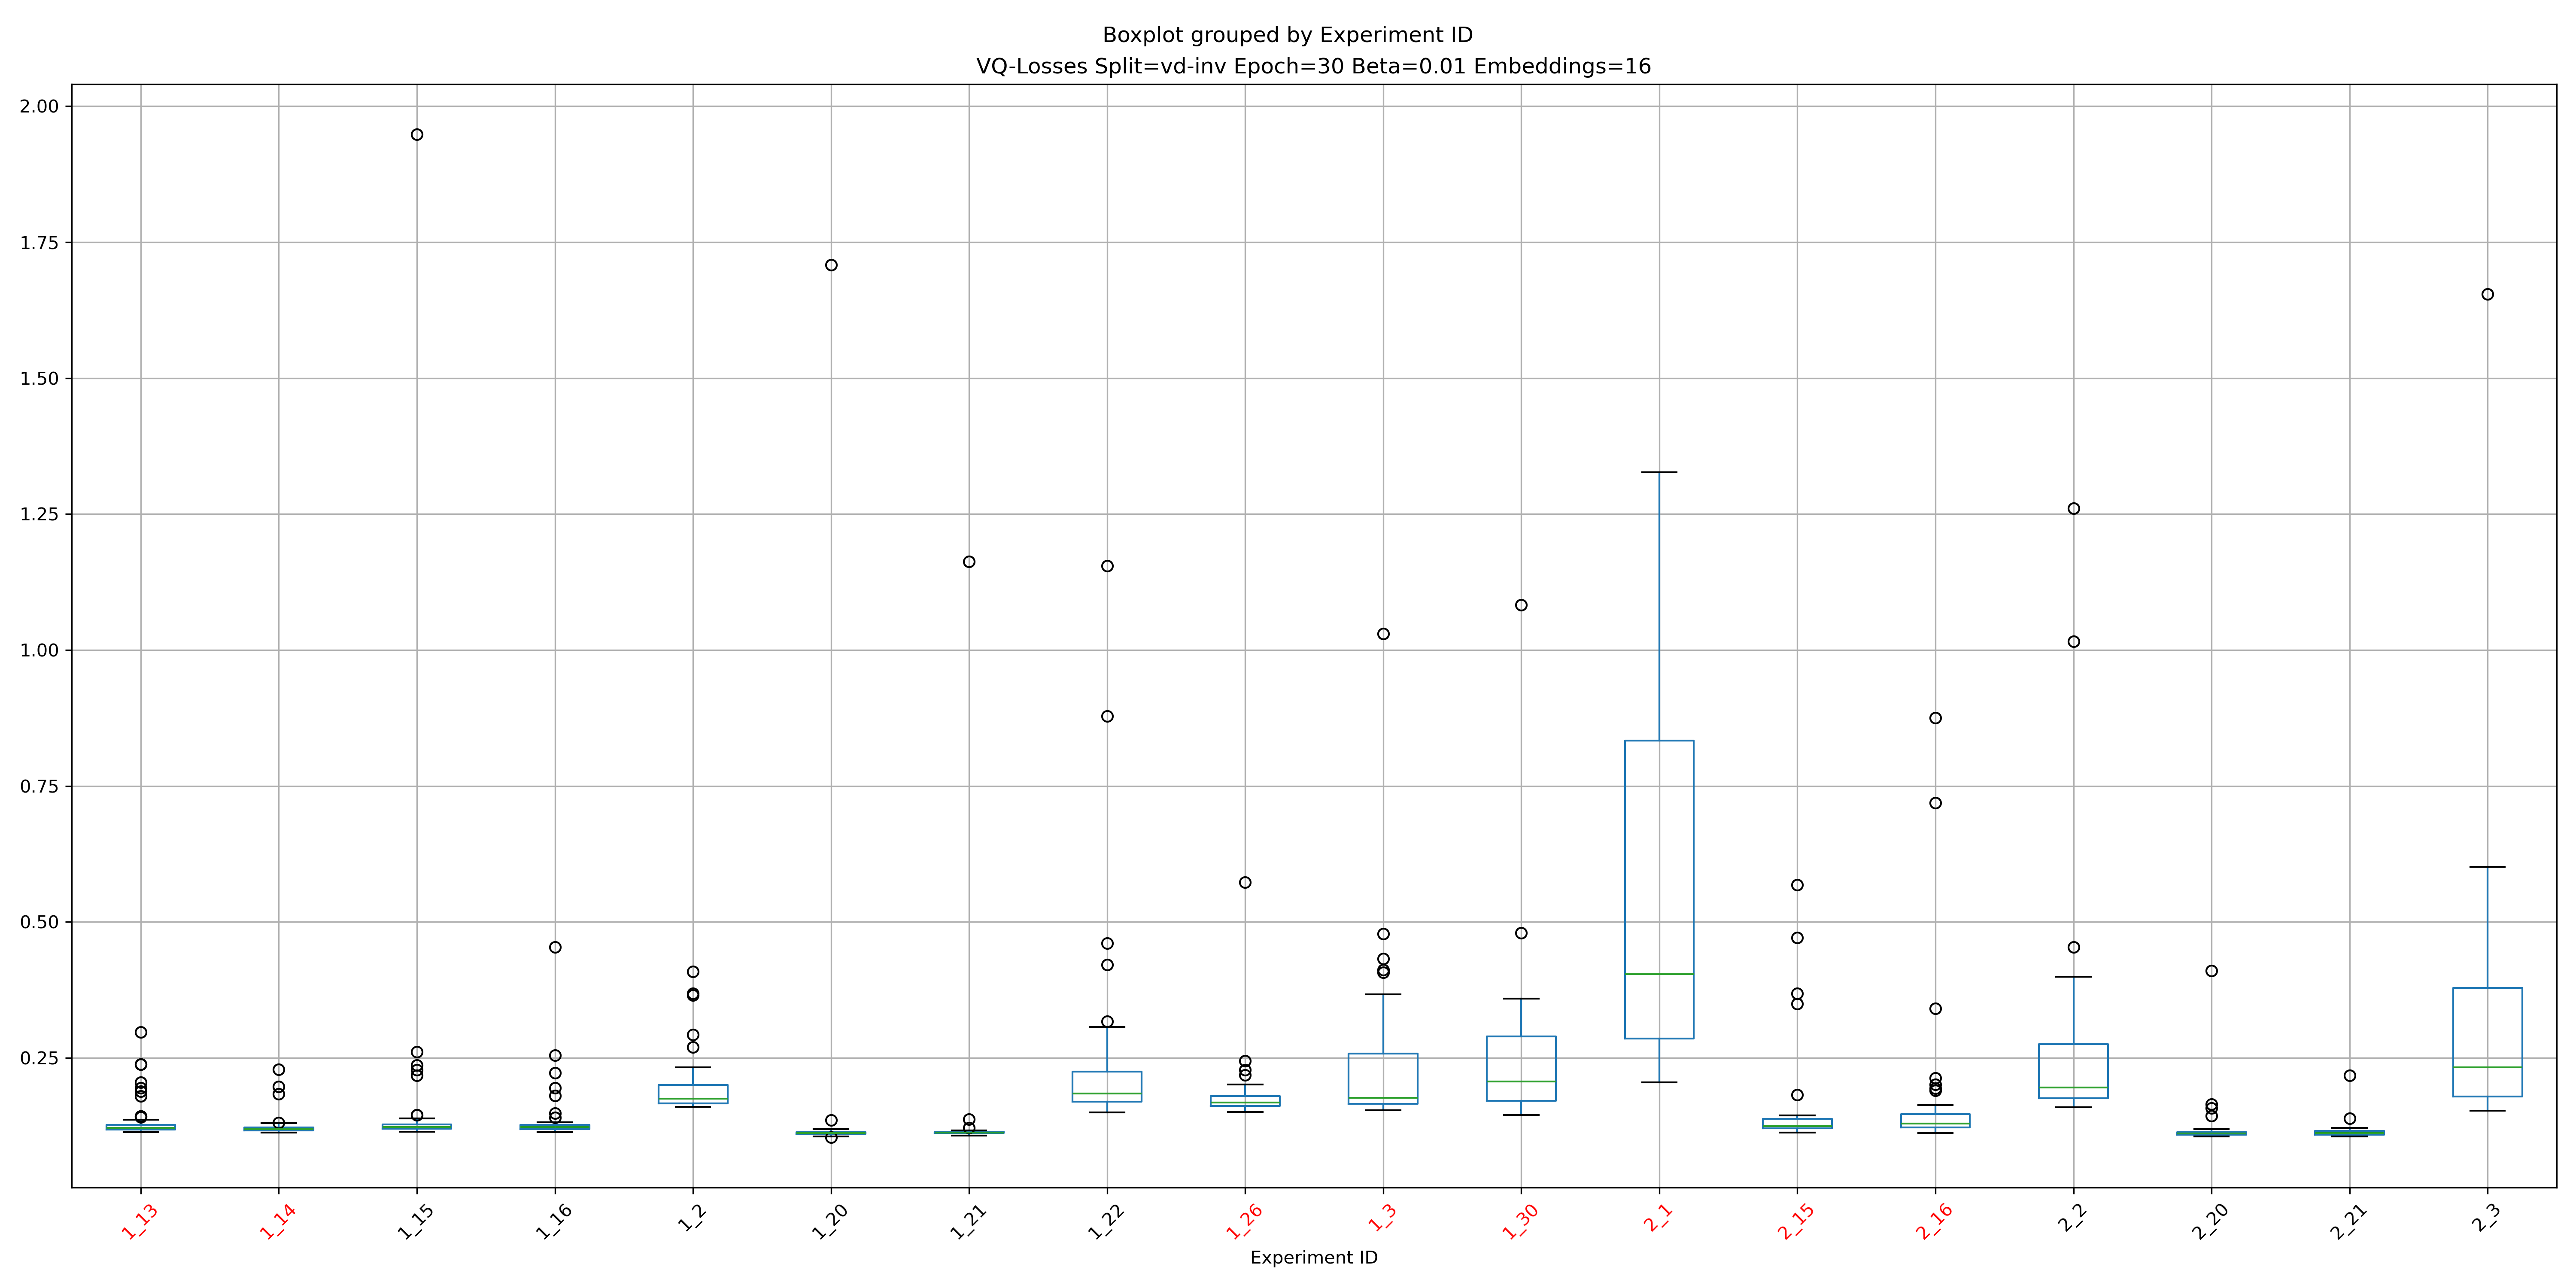 Boxplot grouped by Experiment ID
VQ-Losses Split=vd-inv Epoch=30 Beta=0.01 Embeddings=16
2.00
1.75
1.50
1.25
1.00
0.75
0.50
0.25
1_13 1_14 1_15 1_16 1_2 1_20 1_21 1_22 1_26 1_3 1_30 2_1 2_15 2_16 2_2 2_20 2_21 2_3
Experiment ID